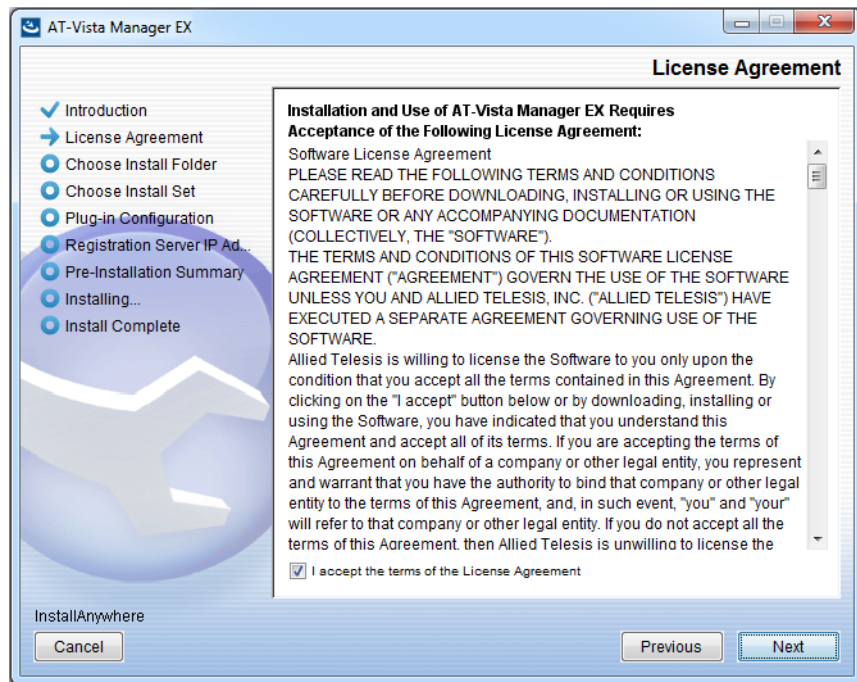 AT-Vista Manager EX
License Agreement
Introduction
License Agreement
Choose Install Folder
Choose Install Set
Plug-in Configuration
Registration Server IP Ad...
Pre-Installation Summary
Installing...
Install Complete
Installation and Use of AT-Vista Manager EX Requires
Acceptance of the Following License Agreement:
Software License Agreement
PLEASE READ THE FOLLOWING TERMS AND CONDITIONS
CAREFULLY BEFORE DOWNLOADING, INSTALLING OR USING THE
SOFTWARE OR ANY ACCOMPANYING DOCUMENTATION
(COLLECTIVELY, THE "SOFTWARE").
THE TERMS AND CONDITIONS OF THIS SOFTWARE LICENSE
AGREEMENT ("AGREEMENT") GOVERN THE USE OF THE SOFTWARE
UNLESS YOU AND ALLIED TELESIS, INC. ("ALLIED TELESIS") HAVE
EXECUTED A SEPARATE AGREEMENT GOVERNING USE OF THE
SOFTWARE.
Allied Telesis is willing to license the Software to you only upon the
condition that you accept all the terms contained in this Agreement. By
clicking on the "I accept" button below or by downloading, installing or
using the Software, you have indicated that you understand this
Agreement and accept all of its terms. If you are accepting the terms of
this Agreement on behalf of a company or other legal entity, you represent
and warrant that you have the authority to bind that company or other legal
entity to the terms of this Agreement, and, in such event, "you" and "your"
will refer to that company or other legal entity. If you do not accept all the
terms of this Agreement, then Allied Telesis is unwilling to license the
I accept the terms of the License Agreement
InstallAnywhere
Cancel
Previous
Next